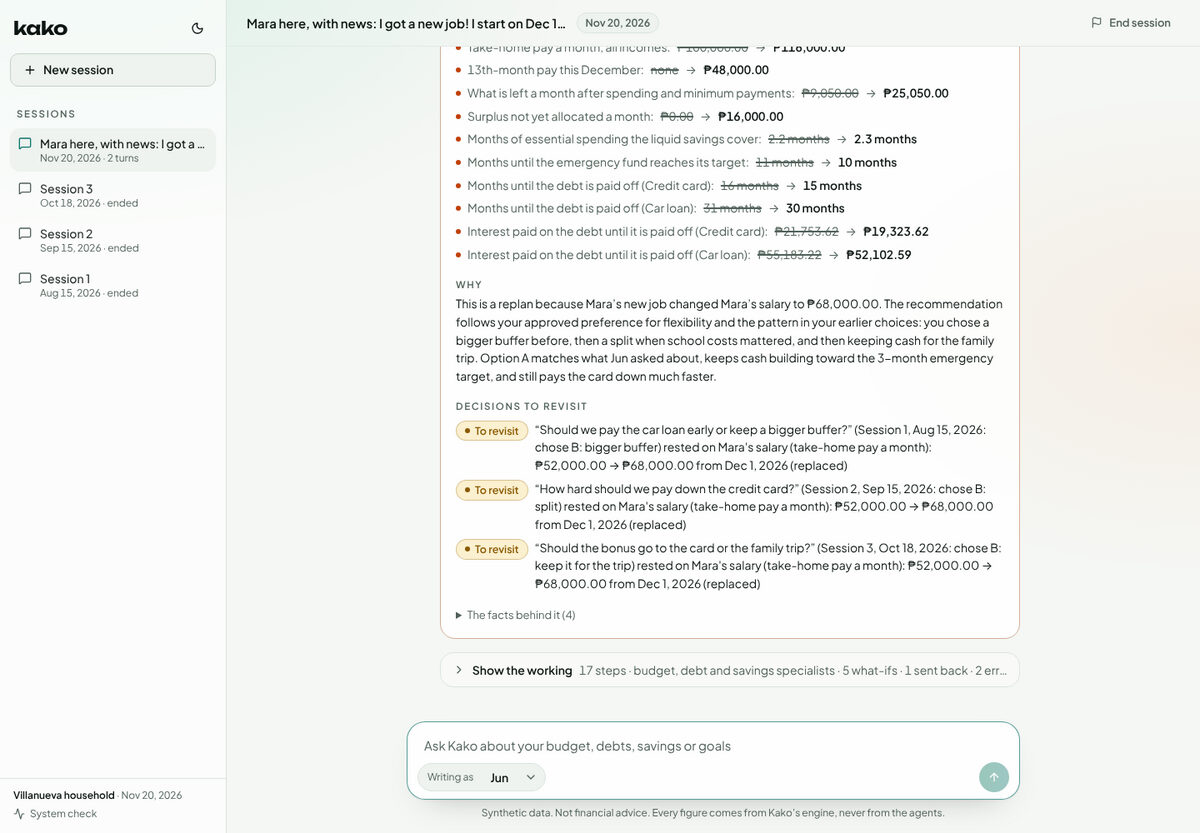 kako
New session
SESSIONS
Mara here, with news: I got a ...
Nov 20, 2026 · 2 turns
Session 3
Oct 18, 2026 · ended
Session 2
Sep 15, 2026 · ended
Session 1
Aug 15, 2026 · ended
Villanueva household · Nov 20, 2026
System check
Mara here, with news: I got a new job! I start on Dec 1... Nov 20, 2026
End session
Take-home pay a month, all incomes: ₱100,000.00 → ₱118,000.00
13th-month pay this December: none → ₱48,000.00
What is left a month after spending and minimum payments: ₱9,050.00 → ₱25,050.00
Surplus not yet allocated a month: ₱0.00 → ₱16,000.00
Months of essential spending the liquid savings cover: 2.2 months → 2.3 months
Months until the emergency fund reaches its target: 11 months → 10 months
Months until the debt is paid off (Credit card): 16 months → 15 months
Months until the debt is paid off (Car loan): 31 months → 30 months
Interest paid on the debt until it is paid off (Credit card): ₱21,753.62 → ₱19,323.62
Interest paid on the debt until it is paid off (Car loan): ₱55,183.22 → ₱52,102.59
WHY
This is a replan because Mara's new job changed Mara's salary to ₱68,000.00. The recommendation
follows your approved preference for flexibility and the pattern in your earlier choices: you chose a
bigger buffer before, then a split when school costs mattered, and then keeping cash for the family
trip. Option A matches what Jun asked about, keeps cash building toward the 3-month emergency
target, and still pays the card down much faster.
DECISIONS TO REVISIT
To revisit “Should we pay the car loan early or keep a bigger buffer?” (Session 1, Aug 15, 2026:
chose B: bigger buffer) rested on Mara's salary (take-home pay a month):
₱52,000.00 → ₱68,000.00 from Dec 1, 2026 (replaced)
To revisit “How hard should we pay down the credit card?” (Session 2, Sep 15, 2026: chose B:
split) rested on Mara's salary (take-home pay a month): ₱52,000.00 → ₱68,000.00
from Dec 1, 2026 (replaced)
To revisit “Should the bonus go to the card or the family trip?” (Session 3, Oct 18, 2026: chose B:
keep it for the trip) rested on Mara's salary (take-home pay a month): ₱52,000.00 →
₱68,000.00 from Dec 1, 2026 (replaced)
The facts behind it (4)
Show the working 17 steps · budget, debt and savings specialists · 5 what-ifs · 1 sent back · 2 err...
Ask Kako about your budget, debts, savings or goals
Writing as Jun
Synthetic data. Not financial advice. Every figure comes from Kako's engine, never from the agents.